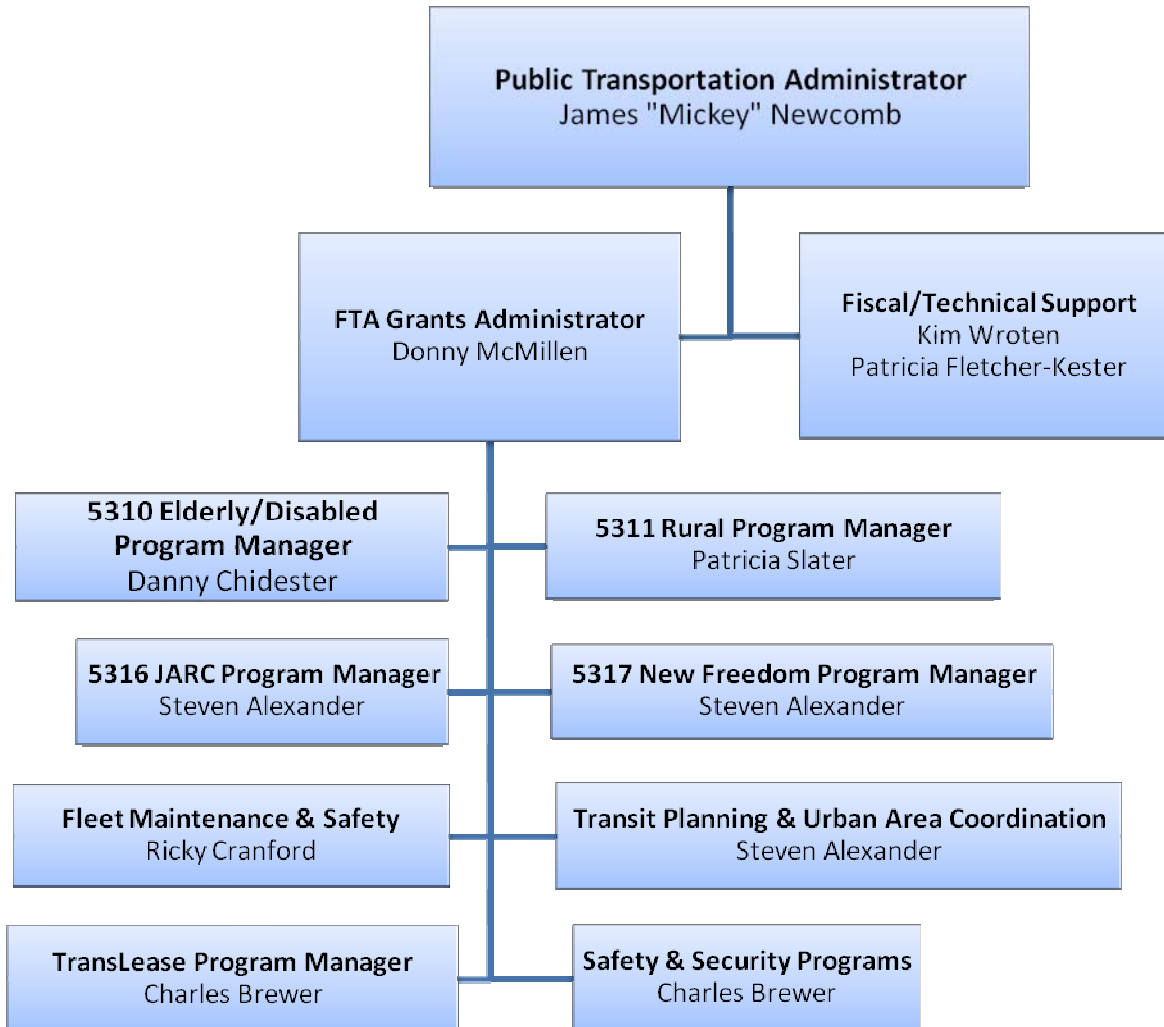 Public Transportation Administrator
James "Mickey" Newcomb
FTA Grants Administrator
Donny McMillen
Fiscal/Technical Support
Kim Wroten
Patricia Fletcher-Kester
5310 Elderly/Disabled
Program Manager
Danny Chidester
5311 Rural Program Manager
Patricia Slater
5316 JARC Program Manager
Steven Alexander
5317 New Freedom Program Manager
Steven Alexander
Fleet Maintenance & Safety
Ricky Cranford
Transit Planning & Urban Area Coordination
Steven Alexander
TransLease Program Manager
Charles Brewer
Safety & Security Programs
Charles Brewer